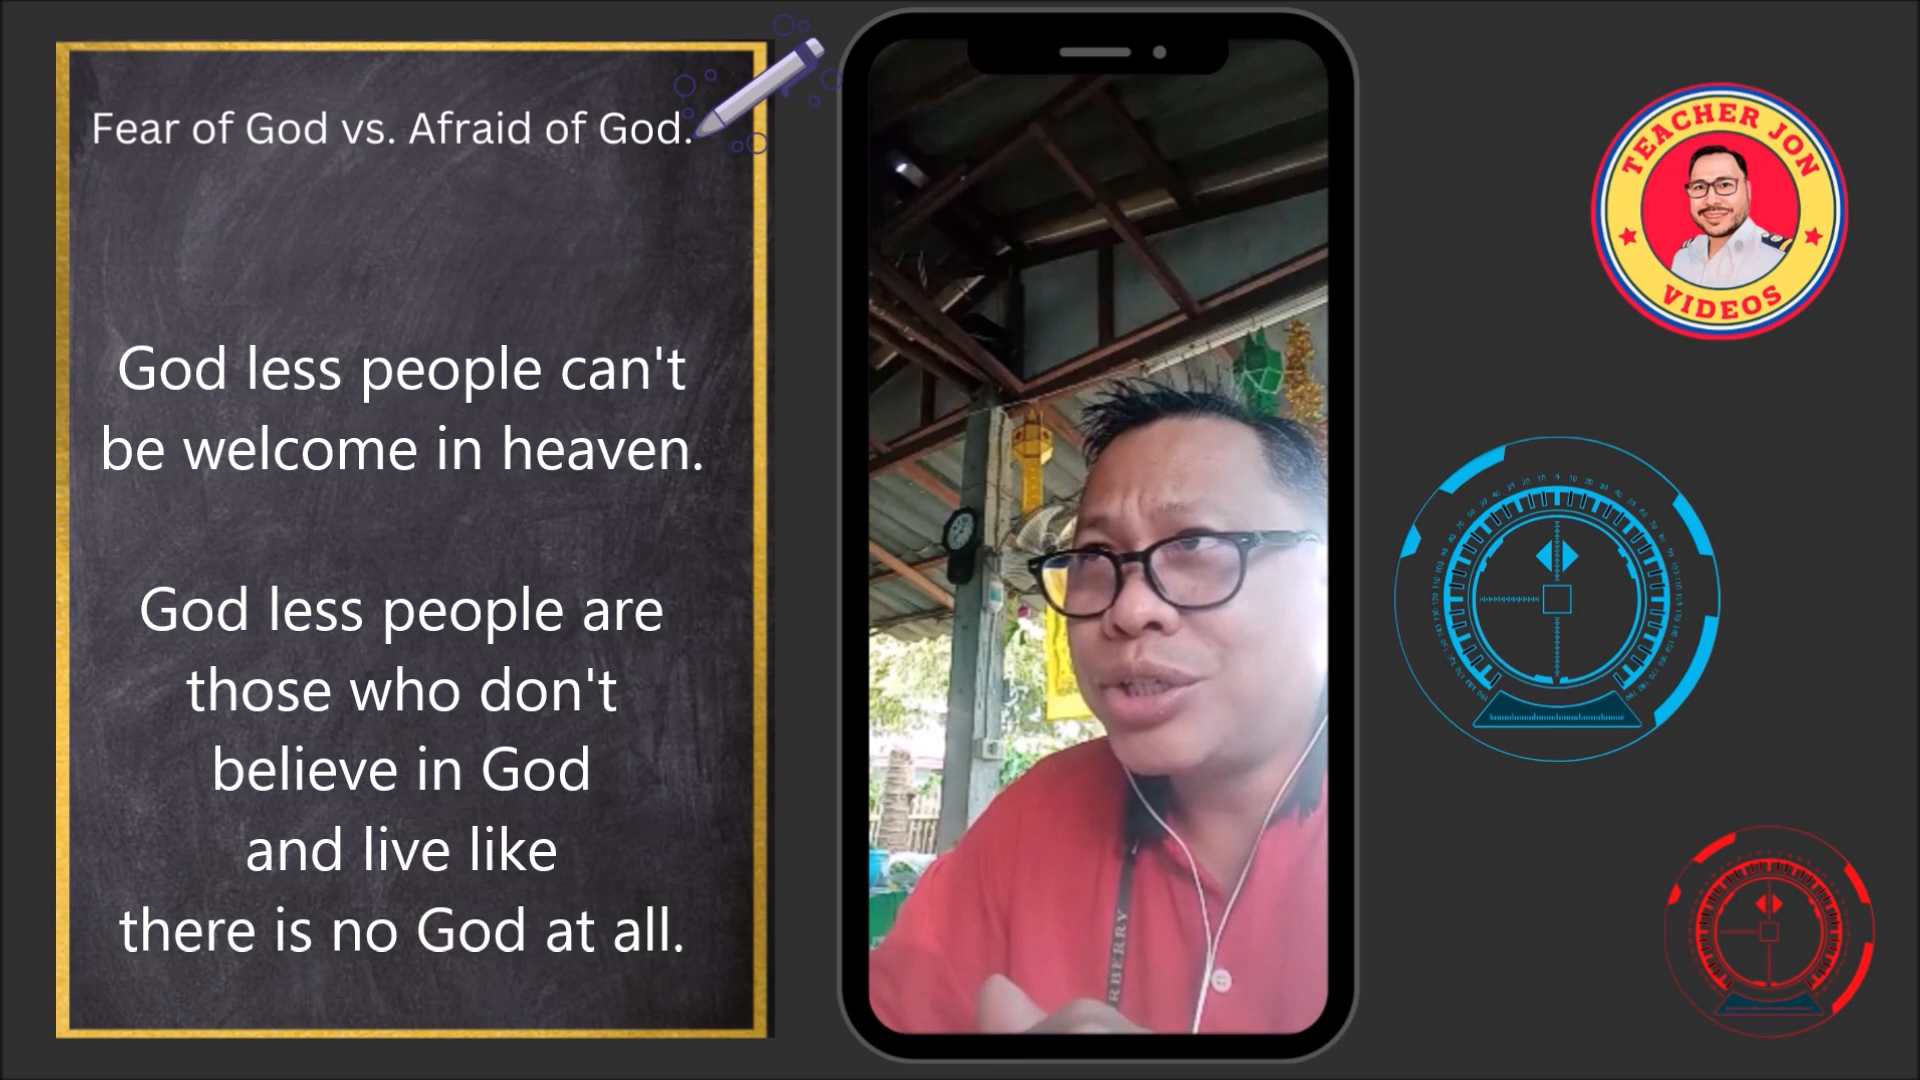 Fear of God vs. Afraid of God.
God less people can't
be welcome in heaven.
God less people are
those who don't
believe in God
and live like
there is no God at all.
RBERRY
TEACHER JON
VIDEOS